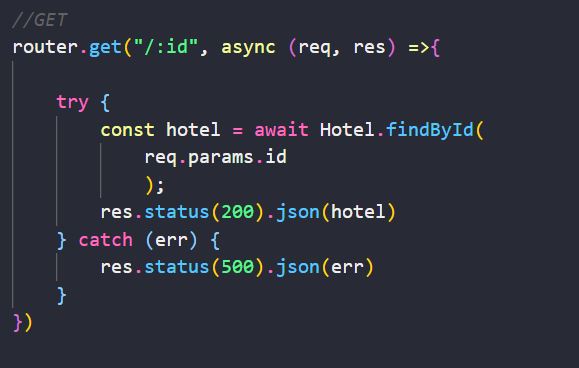 //GET
router.get("/:id", async (req, res) =>{
try {
const hotel = await Hotel.findById(
req.params.id
);
res.status(200).json(hotel)
} catch (err) {
res.status(500).json(err)
}
})